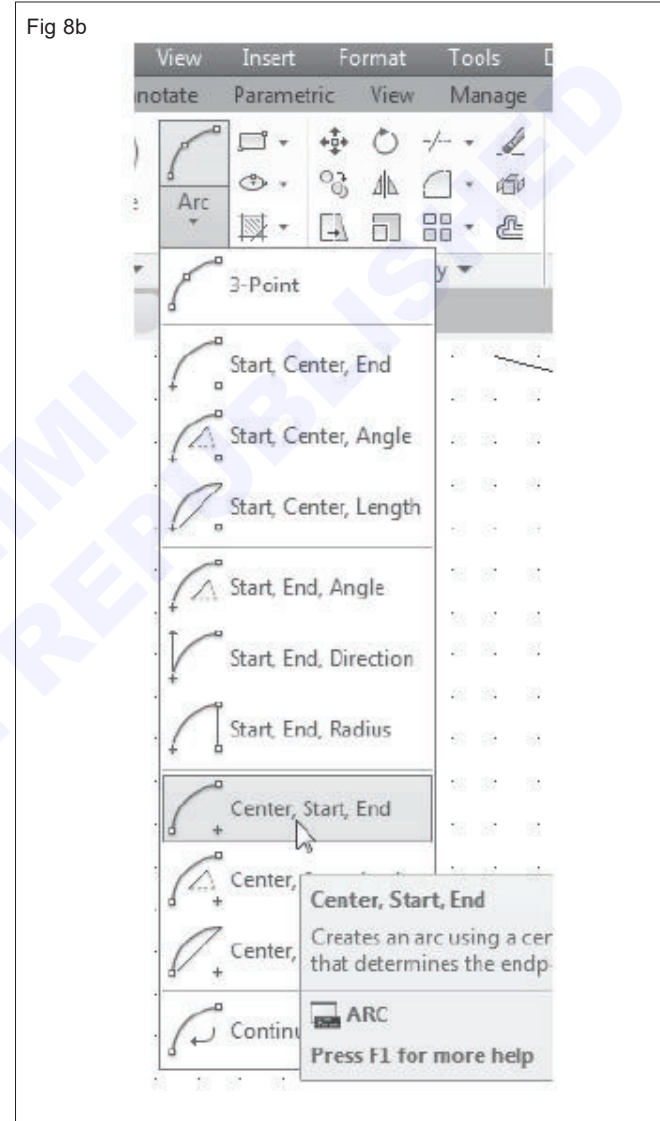 Fig 8b
View Insert Format Tools
notate Parametric View Manage
Arc
3-Point
Start, Center, End
Start, Center, Angle
Start, Center, Length
Start, End, Angle
Start, End, Direction
Start, End, Radius
Center, Start, End
Center,
Center, Start, End
Creates an arc using a cer
Center,
that determines the endp
Continu
ARC
Press F1 for more help
REPUBLISHED